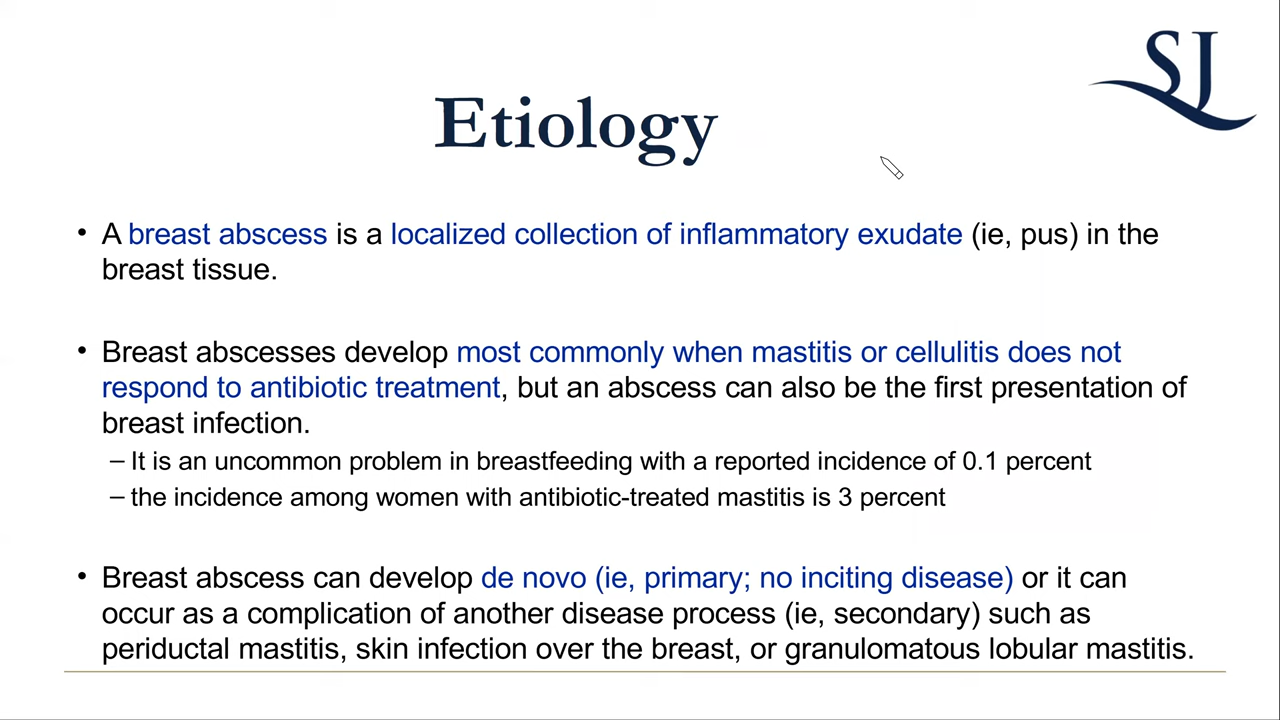 SJ
Etiology
• A breast abscess is a localized collection of inflammatory exudate (ie, pus) in the
breast tissue.
• Breast abscesses develop most commonly when mastitis or cellulitis does not
respond to antibiotic treatment, but an abscess can also be the first presentation of
breast infection.
– It is an uncommon problem in breastfeeding with a reported incidence of 0.1 percent
– the incidence among women with antibiotic-treated mastitis is 3 percent
• Breast abscess can develop de novo (ie, primary; no inciting disease) or it can
occur as a complication of another disease process (ie, secondary) such as
periductal mastitis, skin infection over the breast, or granulomatous lobular mastitis.